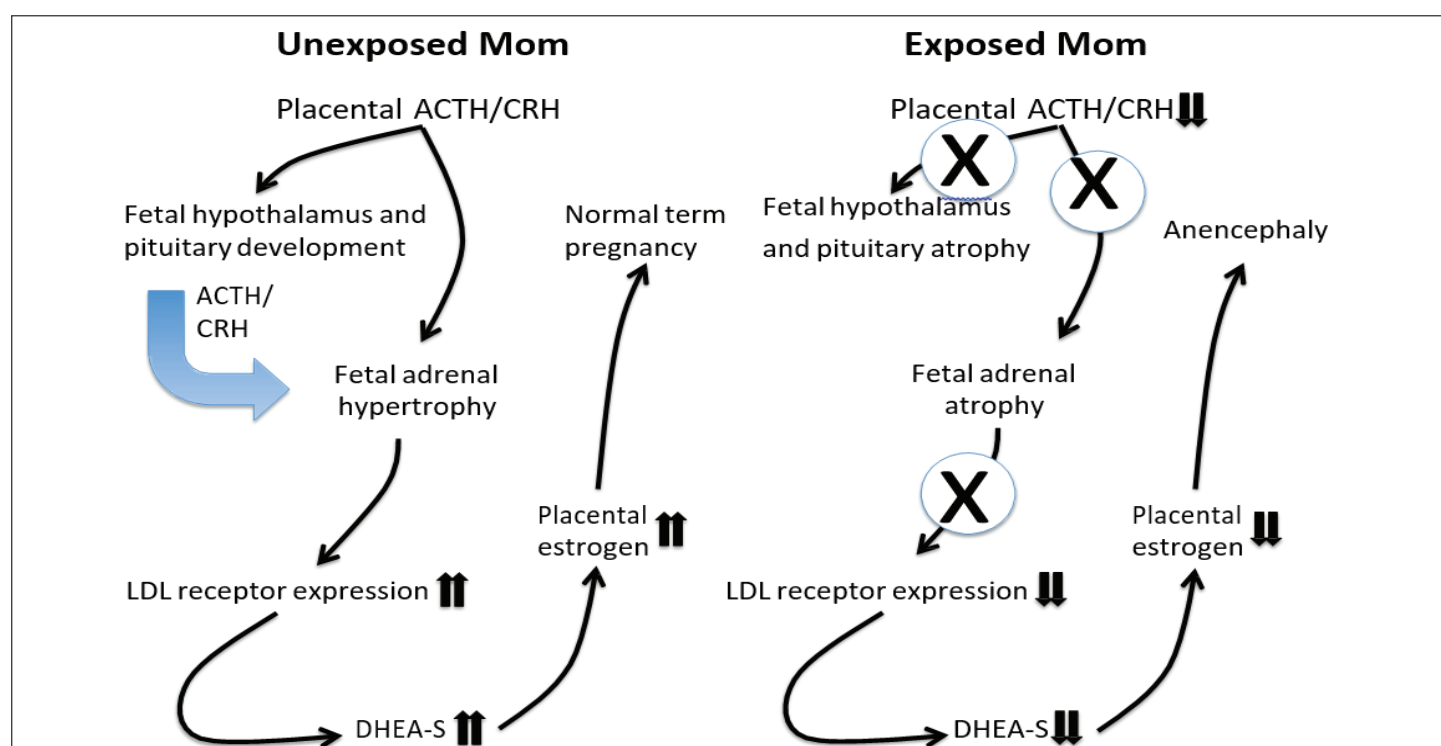 Unexposed Mom
Placental ACTH/CRH
Fetal hypothalamus and
pituitary development
ACTH/
CRH
Normal term
pregnancy
Fetal adrenal
hypertrophy
Placental
estrogen
LDL receptor expression
DHEA-S
Exposed Mom
Placental ACTH/CRH
X
X
Fetal hypothalamus
and pituitary atrophy
Anencephaly
Fetal adrenal
atrophy
X
Placental
estrogen
LDL receptor expression
DHEA-S